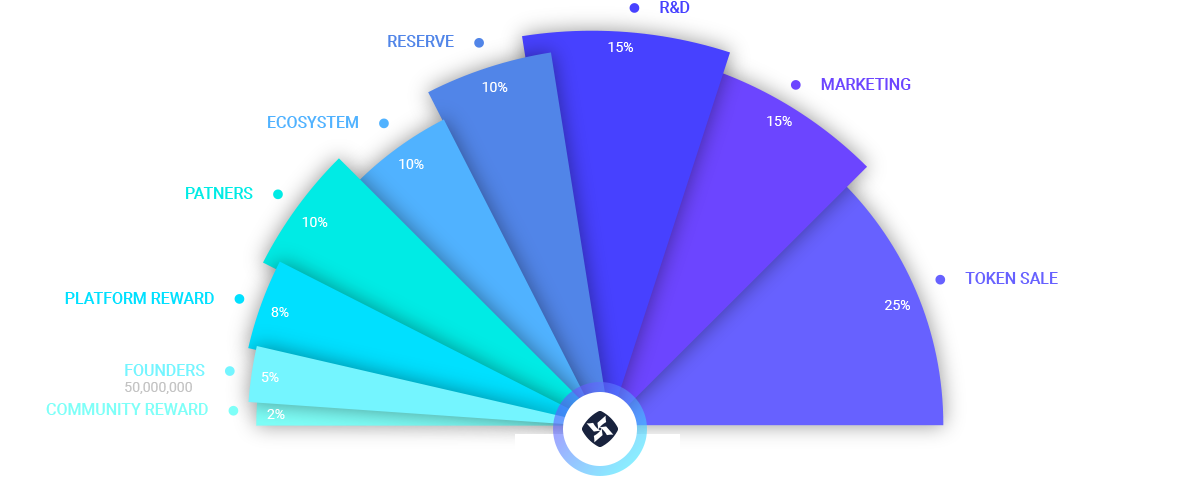 R&D
15%
RESERVE
10%
MARKETING
15%
ECOSYSTEM
10%
PATNERS
10%
PLATFORM REWARD
8%
TOKEN SALE
25%
FOUNDERS
50,000,000
5%
COMMUNITY REWARD
2%